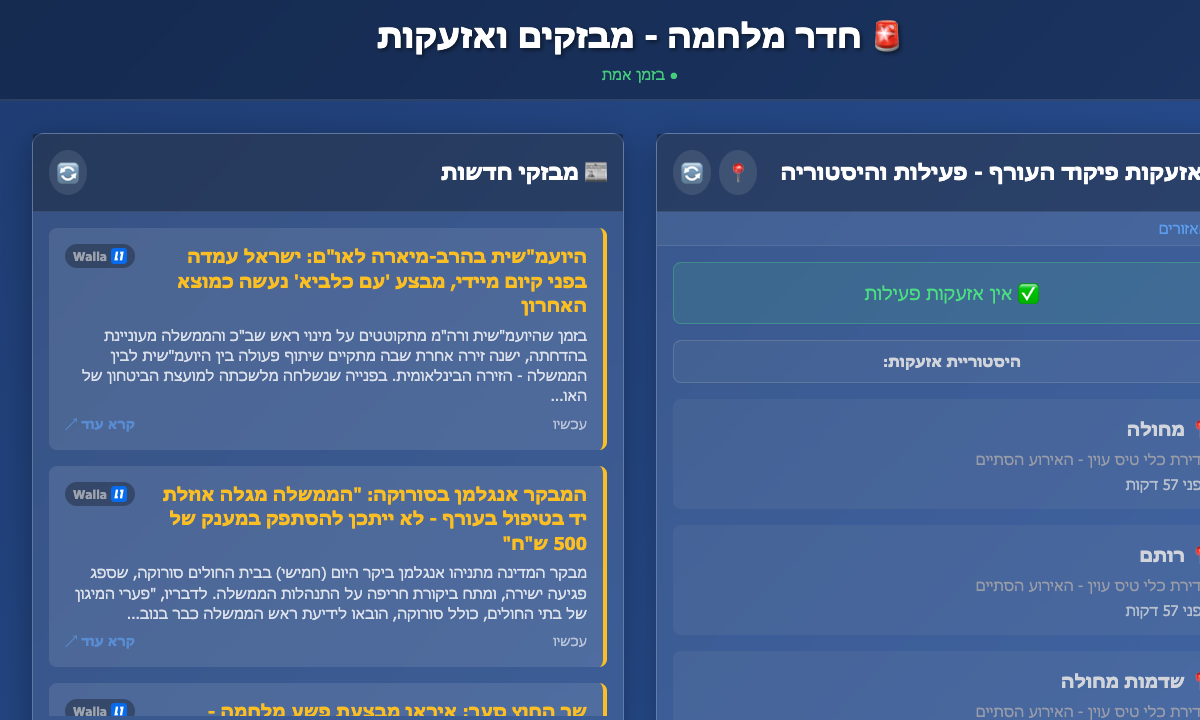 חדר מלחמה - מבזקים ואזעקות
בזמן אמת
אזעקות פיקוד העורף - פעילות והיסטוריה
אזורים
אין אזעקות פעילות
היסטוריית אזעקות:
מחולה
דירת כלי טיס עוין - האירוע הסתיים
פני 57 דקות
רותם
דירת כלי טיס עוין - האירוע הסתיים
פני 57 דקות
שדמות מחולה
דירת כלי טיס עוין - האירוע הסתיים
מבזקי חדשות
היועמ"שית בהרב-מיארה לאו"ם: ישראל עמדה
Walla
בפני קיום מיידי, מבצע 'עם כלביא' נעשה כמוצא
האחרון
בזמן שהיועמ"שית ורה"מ מתקוטטים על מינוי ראש שב"כ והממשלה מעוניינת
בהדחתה, ישנה זירה אחרת שבה מתקיים שיתוף פעולה בין היועמ"שית לבין
הממשלה - הזירה הבינלאומית. בפנייה שנשלחה מלשכתה למועצת הביטחון של
האו...
עכשיו
קרא עוד
המבקר אנגלמן בסורוקה: "הממשלה מגלה אוזלת
Walla
יד בטיפול בעורף - לא ייתכן להסתפק במענק של
500 ש"ח"
מבקר המדינה מתניהו אנגלמן ביקר היום (חמישי) בבית החולים סורוקה, שספג
פגיעה ישירה, ומתח ביקורת חריפה על התנהלות הממשלה. לדבריו, "פערי המיגון
של בתי החולים, כולל סורוקה, הובאו לידיעת ראש הממשלה כבר בנוב...
עכשיו
קרא עוד
שר החוץ סער: איראן מבצעת פשע מלחמה -
Walla